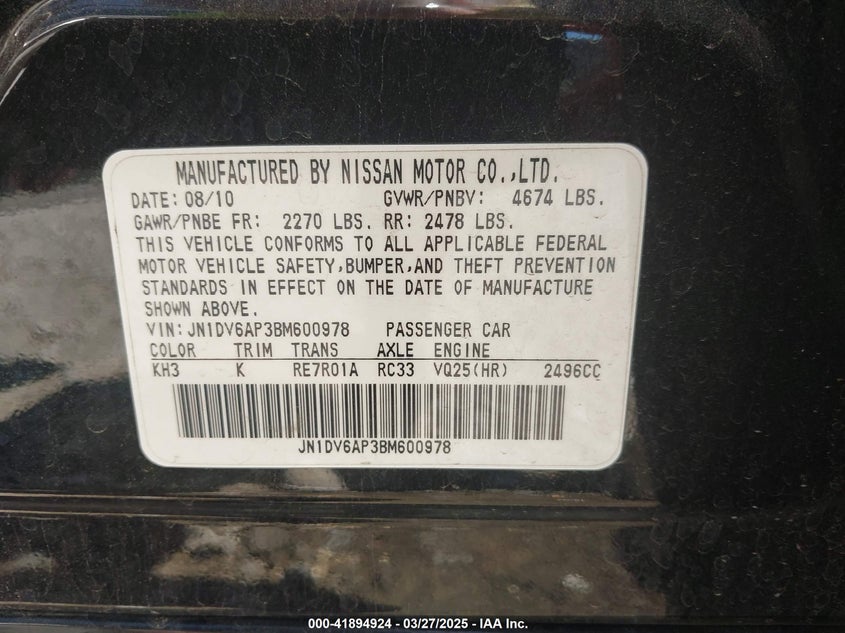 MANUFACTURED BY NISSAN MOTOR CO.,LTD.
DATE: 08/10 GVWR/PNBV: 4674 LBS.
GAWR/PNBE FR: 2270 LBS. RR: 2478 LBS.
THIS VEHICLE CONFORMS TO ALL APPLICABLE FEDERAL
MOTOR VEHICLE SAFETY,BUMPER,AND THEFT PREVENTION
STANDARDS IN EFFECT ON THE DATE OF MANUFACTURE
SHOWN ABOVE.
VIN:JN1DV6AP3BM600978 PASSENGER CAR
COLOR TRIM TRANS AXLE ENGINE
KH3 K RE7R01A RC33 VQ25(HR) 2496CC
JN1DV6AP3BM600978
000-41894924 - 03/27/2025 - IAA Inc.